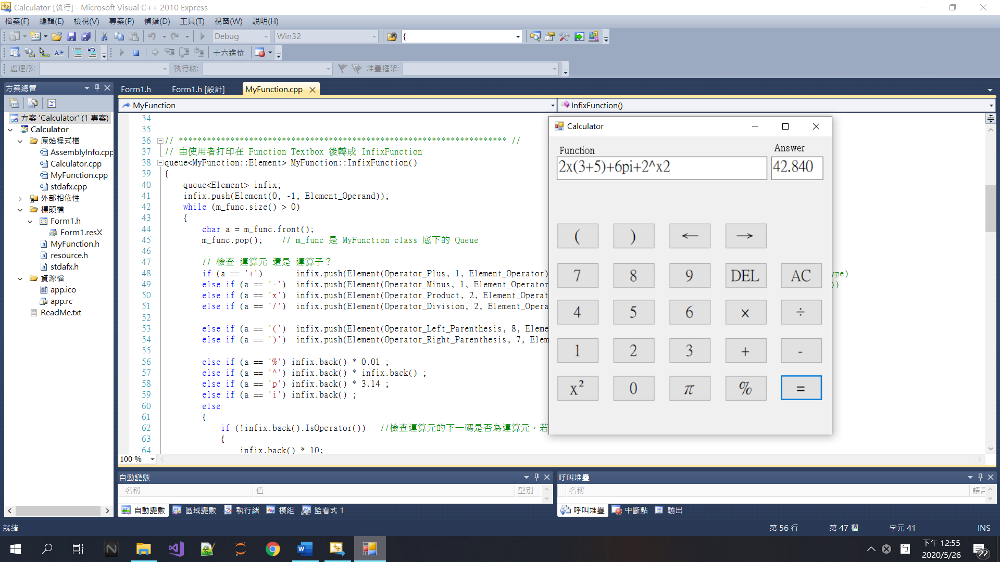 Calculator [執行] - Microsoft Visual C++ 2010 Express
檔案(F) 編輯(E) 檢視(V) 專案(P) 偵錯(D) 工具(T) 視窗(W) 說明(H)
Debug Win32 {
十六進位
處理序: 執行緒: 堆疊框架:
方案總管
Form1.h Form1.h [設計] MyFunction.cpp
MyFunction InfixFunction()
方案 'Calculator' (1 專案)
Calculator
原始程式檔
AssemblyInfo.cpp
Calculator.cpp
MyFunction.cpp
stdafx.cpp
外部相依性
標頭檔
Form1.h
Form1.resX
MyFunction.h
resource.h
stdafx.h
資源檔
app.ico
app.rc
ReadMe.txt
34
35
36 // ********************************************************************** //
37 // 由使用者打印在 Function Textbox 後轉成 InfixFunction
38 queue<MyFunction::Element> MyFunction::InfixFunction()
39 {
40 queue<Element> infix;
41 infix.push(Element(0, -1, Element_Operand));
42 while (m_func.size() > 0)
43 {
44 char a = m_func.front();
45 m_func.pop(); // m_func 是 MyFunction class 底下的 Queue
46
47 // 檢查 運算元 還是 運算子?
48 if (a == '+') infix.push(Element(Operator_Plus, 1, Element_Operator) ype)
49 else if (a == '-') infix.push(Element(Operator_Minus, 1, Element_Operator ))
50 else if (a == 'x') infix.push(Element(Operator_Product, 2, Element_Operat
51 else if (a == '/') infix.push(Element(Operator_Division, 2, Element_Opera
52
53 else if (a == '(') infix.push(Element(Operator_Left_Parenthesis, 8, Eleme
54 else if (a == ')') infix.push(Element(Operator_Right_Parenthesis, 7, Elem
55
56 else if (a == '%') infix.back() * 0.01 ;
57 else if (a == '^') infix.back() * infix.back() ;
58 else if (a == 'p') infix.back() * 3.14 ;
59 else if (a == 'i') infix.back() ;
60 else
61 {
62 if (!infix.back().IsOperator()) //檢查運算元的下一碼是否為運算元，若
63 {
64 infix.back() * 10;
100 %
Calculator
Function Answer
2x(3+5)+6pi+2^x2 42.840
( ) ← →
7 8 9 DEL AC
4 5 6 × ÷
1 2 3 + -
x² 0 π % =
自動變數 呼叫堆疊
名稱 值 型別 名稱 語言
自動變數 區域變數 執行緒 模組 監看式 1 呼叫堆疊 中斷點 輸出
就緒 第 56 行 第 47 欄 字元 41 INS
下午 12:55
2020/5/26
22